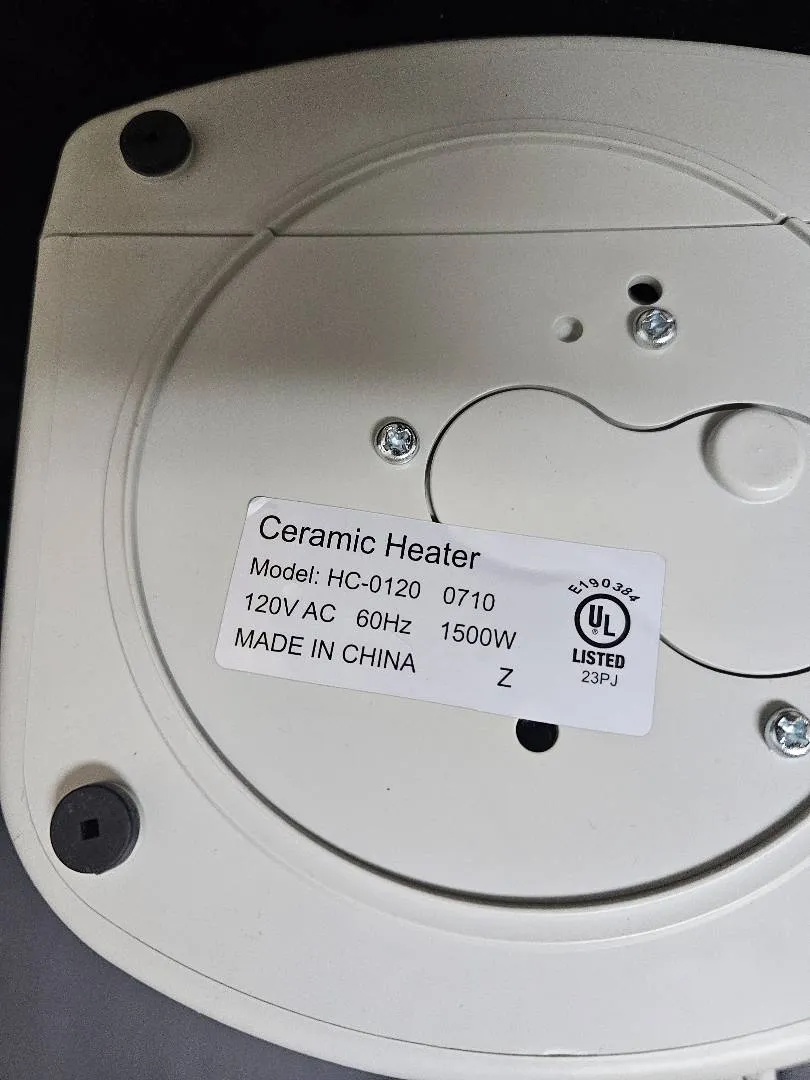 Ceramic Heater
Model: HC-0120 0710
120V AC 60Hz 1500W
MADE IN CHINA
Z
E190384
UL
®
LISTED
23PJ